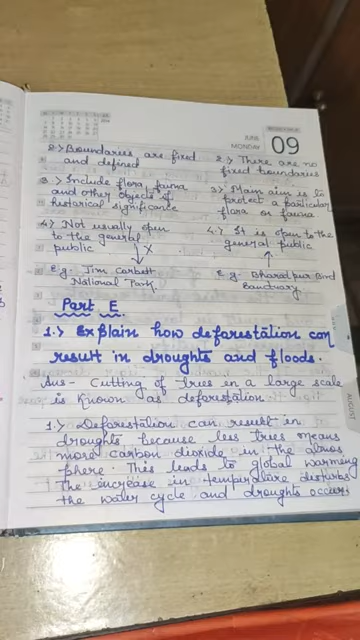 JUNE
MONDAY
09
2.> Boundaries are fixed
and defined
2.> There are no
fixed boundaries
3.> Include flora, fauna
and other objects of
historical significance
3.> Main aim is to
protect a particular
flora or fauna
4.> Not usually open
to the general
public
4.> It is open to the
general public
E.g. Jim Corbett
National Park.
E.g. Bharatpur Bird
Sanctuary
Part E.
1.> Explain how deforestation can
result in droughts and floods.
Ans- Cutting of trees on a large scale
is known as deforestation.
1.> Deforestation can result in
droughts because less trees means
more carbon dioxide in the atmos
phere. This leads to global warming
The increase in temperature disturbs
the water cycle and droughts occurs
AUGUST